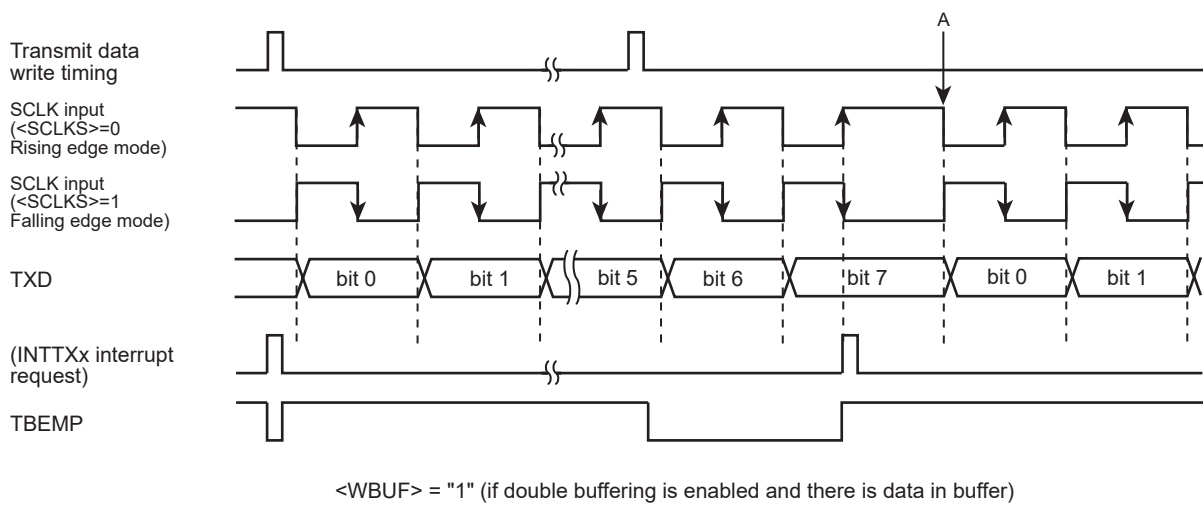 A
Transmit data
write timing
SCLK input
(<SCLKS>=0
Rising edge mode)
SCLK input
(<SCLKS>=1
Falling edge mode)
TXD
bit 0
bit 1
bit 5
bit 6
bit 7
bit 0
bit 1
(INTTXx interrupt
request)
TBEMP
<WBUF> = "1" (if double buffering is enabled and there is data in buffer)